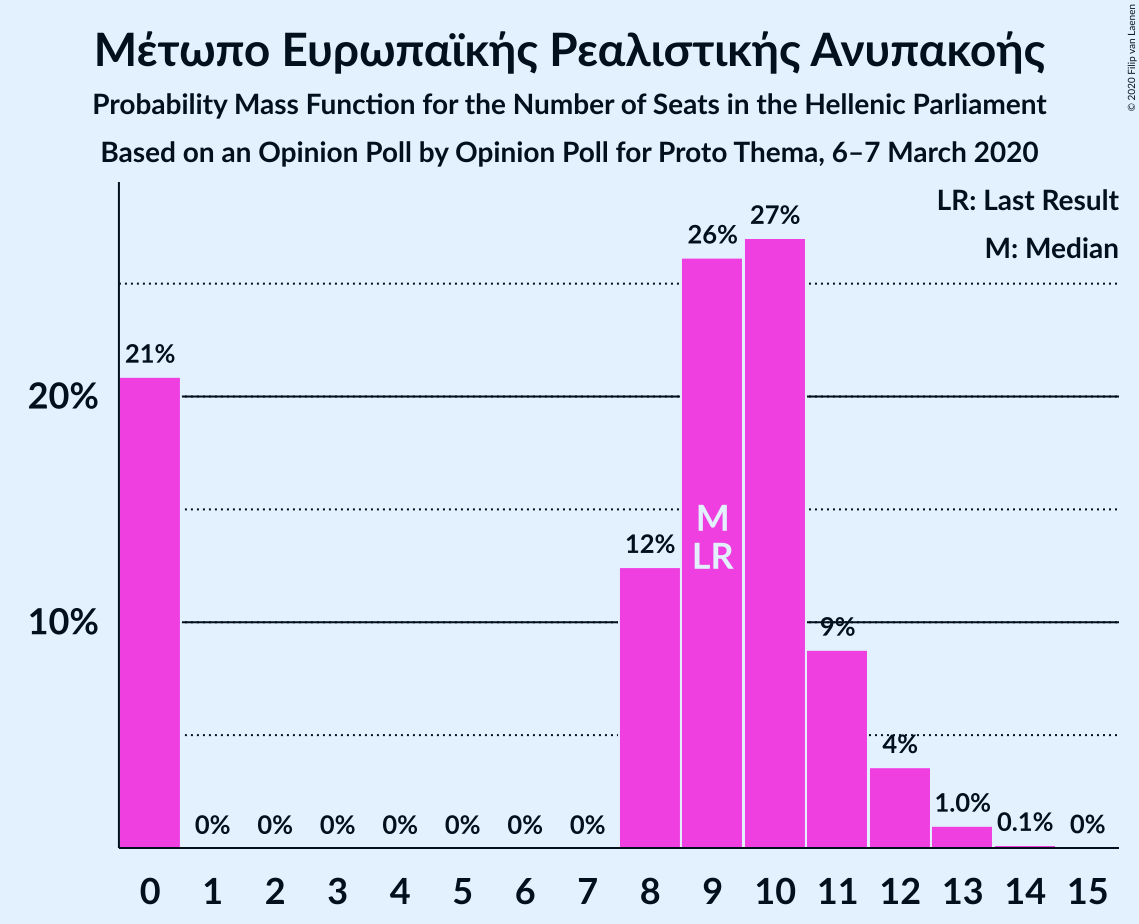 Μέτωπο Ευρωπαϊκής Ρεαλιστικής Ανυπακοής
Probability Mass Function for the Number of Seats in the Hellenic Parliament
Based on an Opinion Poll by Opinion Poll for Proto Thema, 6–7 March 2020
© 2020 Filip van Laenen
LR: Last Result
M: Median
27%
26%
21%
20%
M
LR
12%
10%
9%
4%
1.0%
0% 0% 0% 0% 0% 0% 0% 0.1% 0%
0 1 2 3 4 5 6 7 8 9 10 11 12 13 14 15